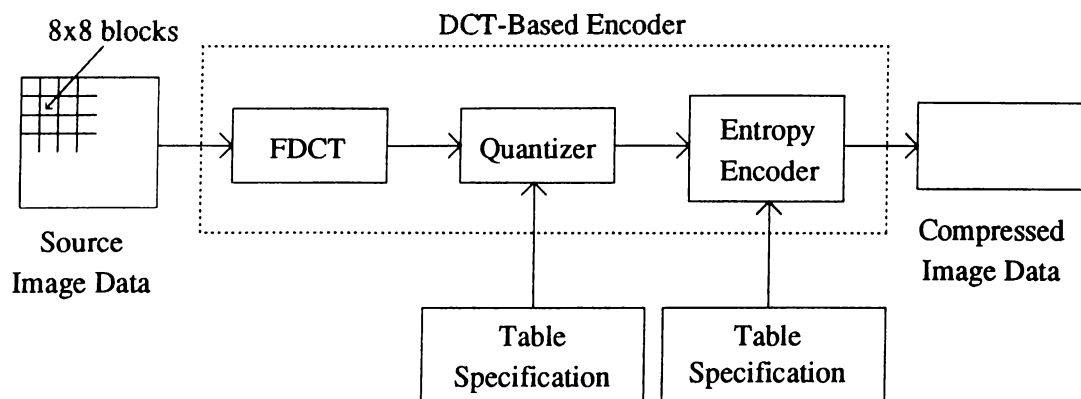 DCT-Based Encoder
8x8 blocks
FDCT
Quantizer
Entropy
Encoder
Source
Image Data
Compressed
Image Data
Table
Specification
Table
Specification